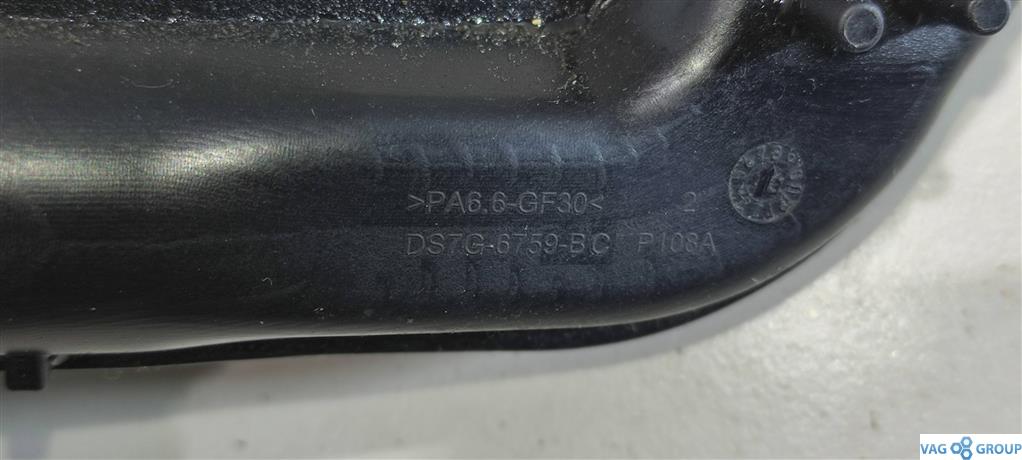 >PA6.6-GF30< 2
DS7G-6759-BC P108A
VAG GROUP